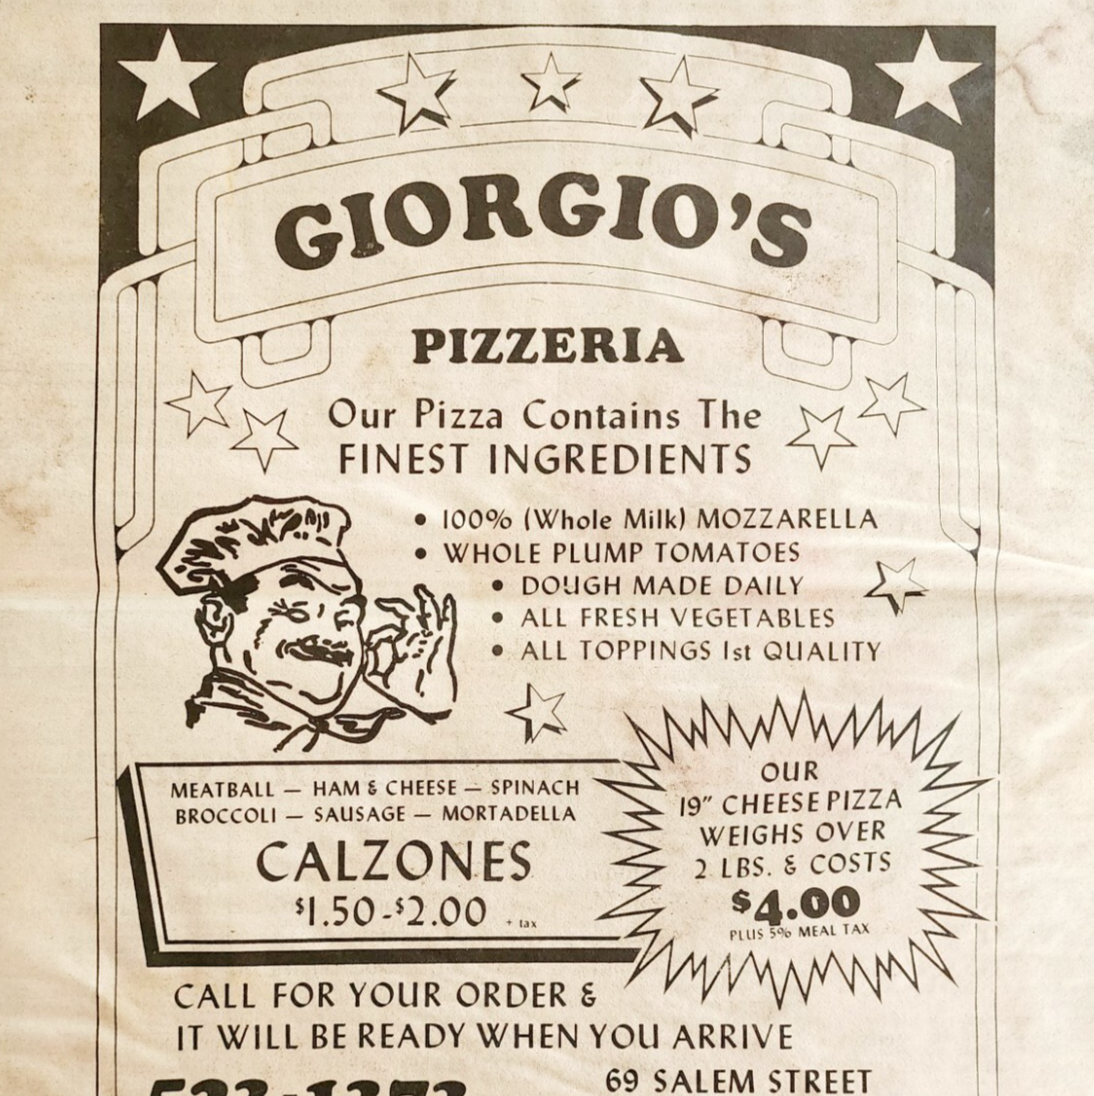 GIORGIO'S
PIZZERIA
Our Pizza Contains The
FINEST INGREDIENTS
• 100% (Whole Milk) MOZZARELLA
• WHOLE PLUMP TOMATOES
• DOUGH MADE DAILY
• ALL FRESH VEGETABLES
• ALL TOPPINGS 1st QUALITY
MEATBALL — HAM & CHEESE — SPINACH
BROCCOLI — SAUSAGE — MORTADELLA
CALZONES
$1.50-$2.00 + tax
OUR
19" CHEESE PIZZA
WEIGHS OVER
2 LBS. & COSTS
$4.00
PLUS 5% MEAL TAX
CALL FOR YOUR ORDER &
IT WILL BE READY WHEN YOU ARRIVE
69 SALEM STREET